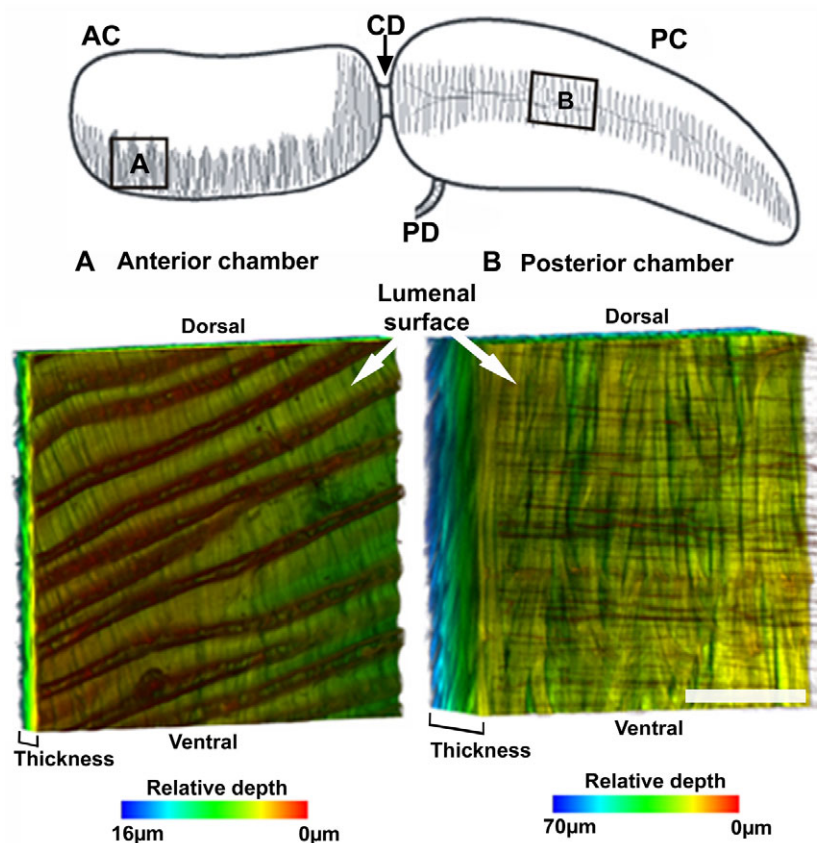 AC
CD
PC
A
B
PD
A Anterior chamber
B Posterior chamber
Lumenal
surface
Dorsal
Dorsal
Thickness
Ventral
Thickness
Ventral
Relative depth
16µm 0µm
Relative depth
70µm 0µm